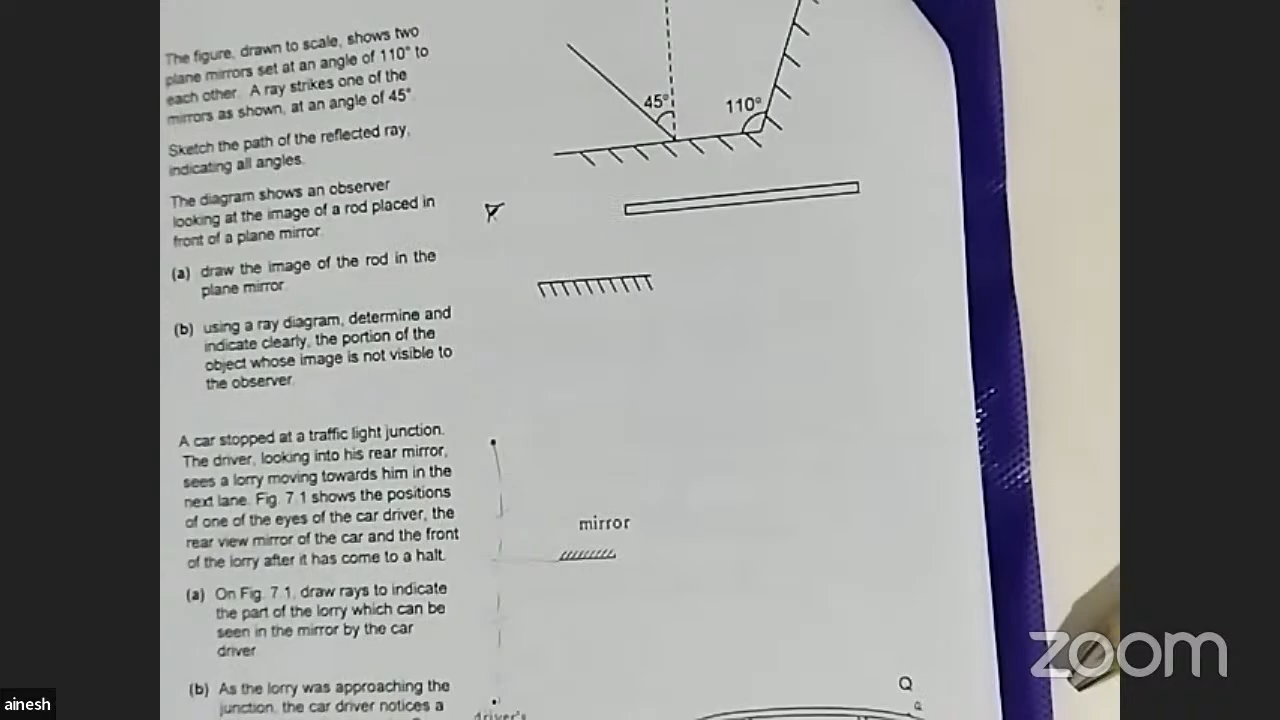 The figure, drawn to scale, shows two
plane mirrors set at an angle of 110° to
each other. A ray strikes one of the
mirrors as shown, at an angle of 45°
Sketch the path of the reflected ray,
indicating all angles.
45°
110°
The diagram shows an observer
looking at the image of a rod placed in
front of a plane mirror.
(a) draw the image of the rod in the
plane mirror
(b) using a ray diagram, determine and
indicate clearly, the portion of the
object whose image is not visible to
the observer.
A car stopped at a traffic light junction.
The driver, looking into his rear mirror,
sees a lorry moving towards him in the
next lane. Fig. 7.1 shows the positions
of one of the eyes of the car driver, the
rear view mirror of the car and the front
of the lorry after it has come to a halt.
mirror
(a) On Fig. 7.1, draw rays to indicate
the part of the lorry which can be
seen in the mirror by the car
driver
(b) As the lorry was approaching the
junction, the car driver notices a
driver's
Q
zoom
ainesh